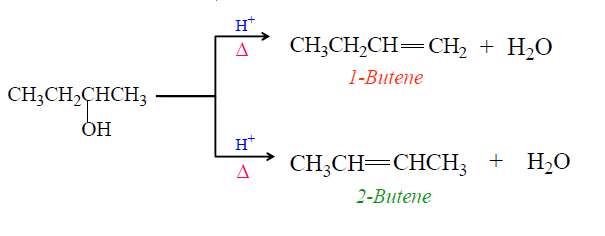 H⁺
Δ
CH₃CH₂CH=CH₂ + H₂O
1-Butene
CH₃CH₂CHCH₃
OH
H⁺
Δ
CH₃CH=CHCH₃ + H₂O
2-Butene